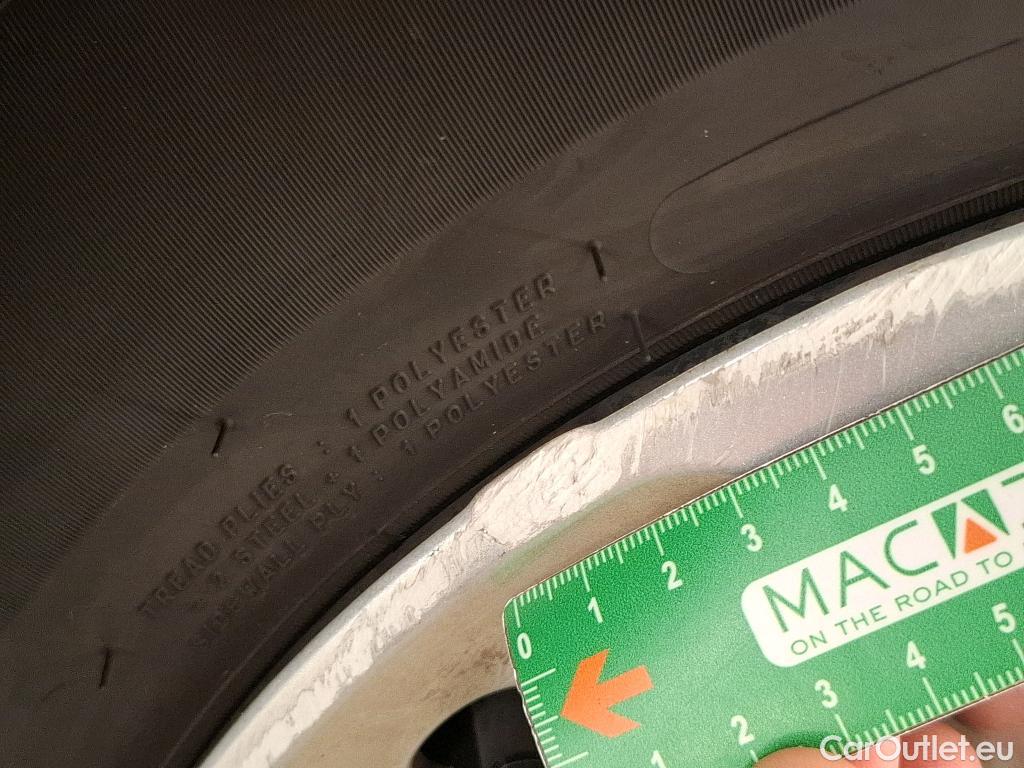 TREAD PLIES : 1 POLYESTER
+ 2 STEEL + 1 POLYAMIDE
SIDEWALL PLY : 1 POLYESTER
0 1 2 3 4 5 6
MACA
ON THE ROAD TO
1 2 3 4 5
CarOutlet.eu